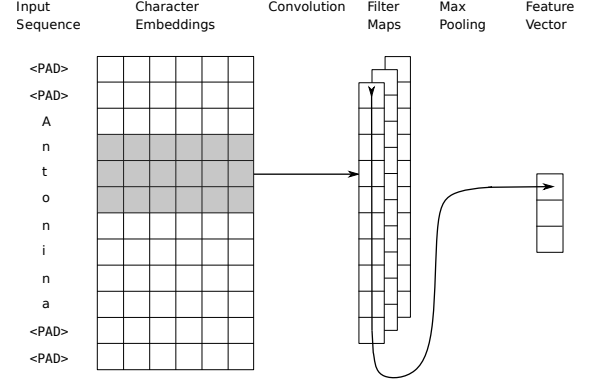 Input Sequence
Character Embeddings
Convolution
Filter Maps
Max Pooling
Feature Vector
<PAD>
<PAD>
A
n
t
o
n
i
n
a
<PAD>
<PAD>